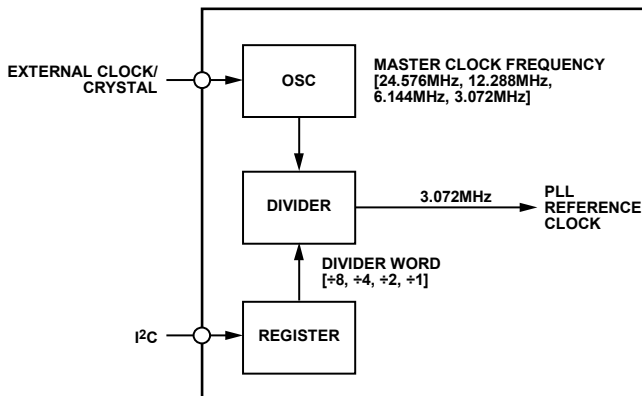 EXTERNAL CLOCK/
CRYSTAL
OSC
MASTER CLOCK FREQUENCY
[24.576MHz, 12.288MHz,
6.144MHz, 3.072MHz]
DIVIDER
3.072MHz
PLL
REFERENCE
CLOCK
DIVIDER WORD
[÷8, ÷4, ÷2, ÷1]
I²C
REGISTER